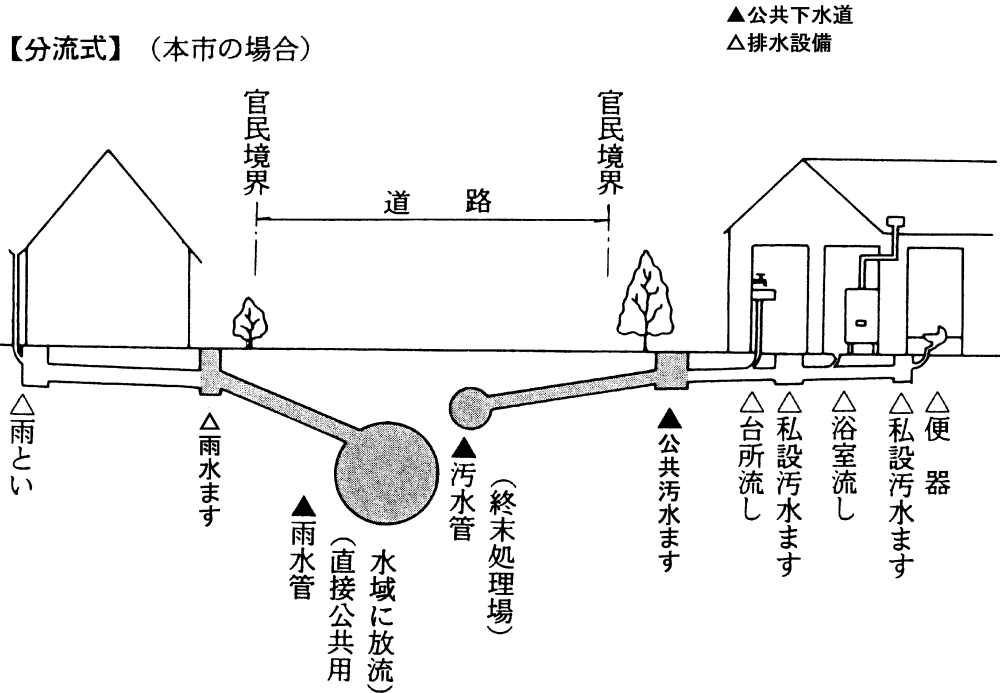 ▲公共下水道
△排水設備
【分流式】（本市の場合）
官民境界
官民境界
道　路
△雨とい
△雨水ます
▲雨水管
（直接公共用
水域に放流）
▲汚水管
（終末処理場）
▲公共汚水ます
△台所流し
△私設汚水ます
△浴室流し
△私設汚水ます
△便　器